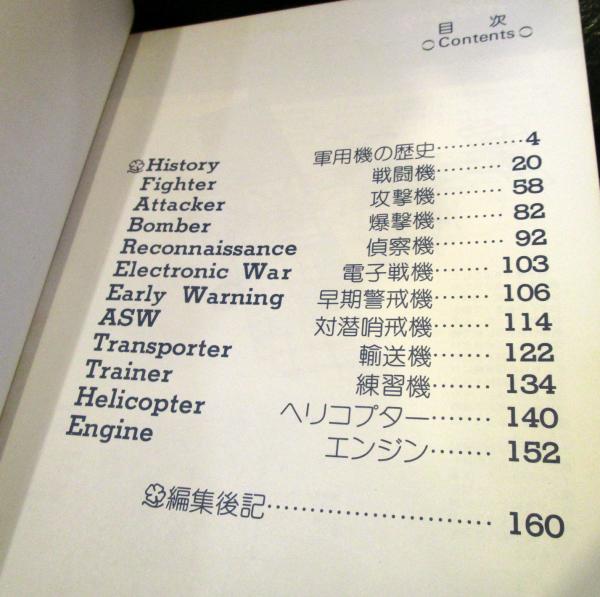 目 次
Contents
History 軍用機の歴史…………4
Fighter 戦闘機………20
Attacker 攻撃機………58
Bomber 爆撃機………82
Reconnaissance 偵察機………92
Electronic War 電子戦機……103
Early Warning 早期警戒機……106
ASW 対潜哨戒機……114
Transporter 輸送機……122
Trainer 練習機……134
Helicopter ヘリコプター……140
Engine エンジン……152
編集後記……………………160